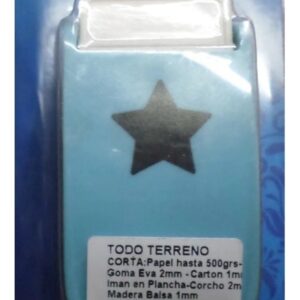 TODO TERRENO
CORTA:Papel hasta 500grs-
Goma Eva 2mm - Carton 1m
Iman en Plancha-Corcho 2m
Madera Balsa 1mm